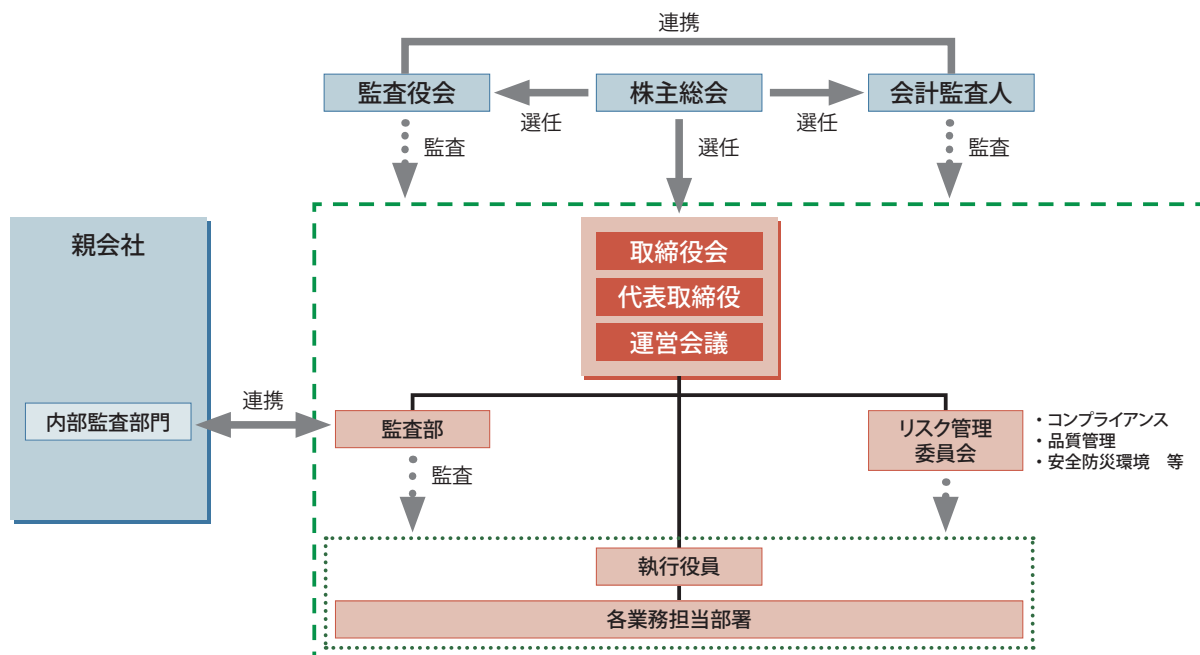 連携
監査役会
株主総会
会計監査人
選任
選任
監査
選任
監査
親会社
取締役会
代表取締役
運営会議
連携
内部監査部門
監査部
リスク管理
委員会
・コンプライアンス
・品質管理
・安全防災環境　等
監査
執行役員
各業務担当部署